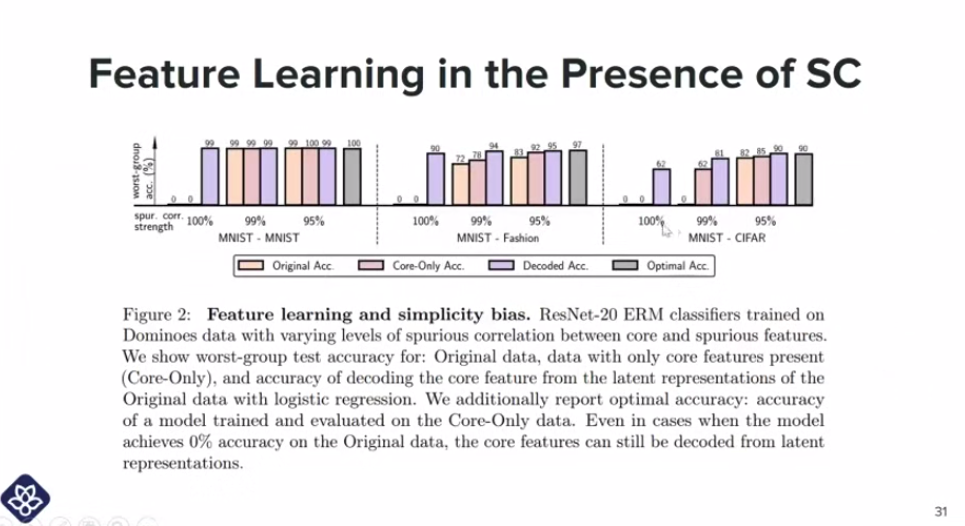 Feature Learning in the Presence of SC
worst-group
acc. (%)
0 0 99 99 99 99 99 100 99 100
0 0 90 72 78 94 83 92 95 97
0 0 62 0 62 81 82 85 90 90
spur. corr.
strength
100% 99% 95% 100% 99% 95% 100% 99% 95%
MNIST - MNIST MNIST - Fashion MNIST - CIFAR
Original Acc. Core-Only Acc. Decoded Acc. Optimal Acc.
Figure 2: Feature learning and simplicity bias. ResNet-20 ERM classifiers trained on
Dominoes data with varying levels of spurious correlation between core and spurious features.
We show worst-group test accuracy for: Original data, data with only core features present
(Core-Only), and accuracy of decoding the core feature from the latent representations of the
Original data with logistic regression. We additionally report optimal accuracy: accuracy
of a model trained and evaluated on the Core-Only data. Even in cases when the model
achieves 0% accuracy on the Original data, the core features can still be decoded from latent
representations.
31